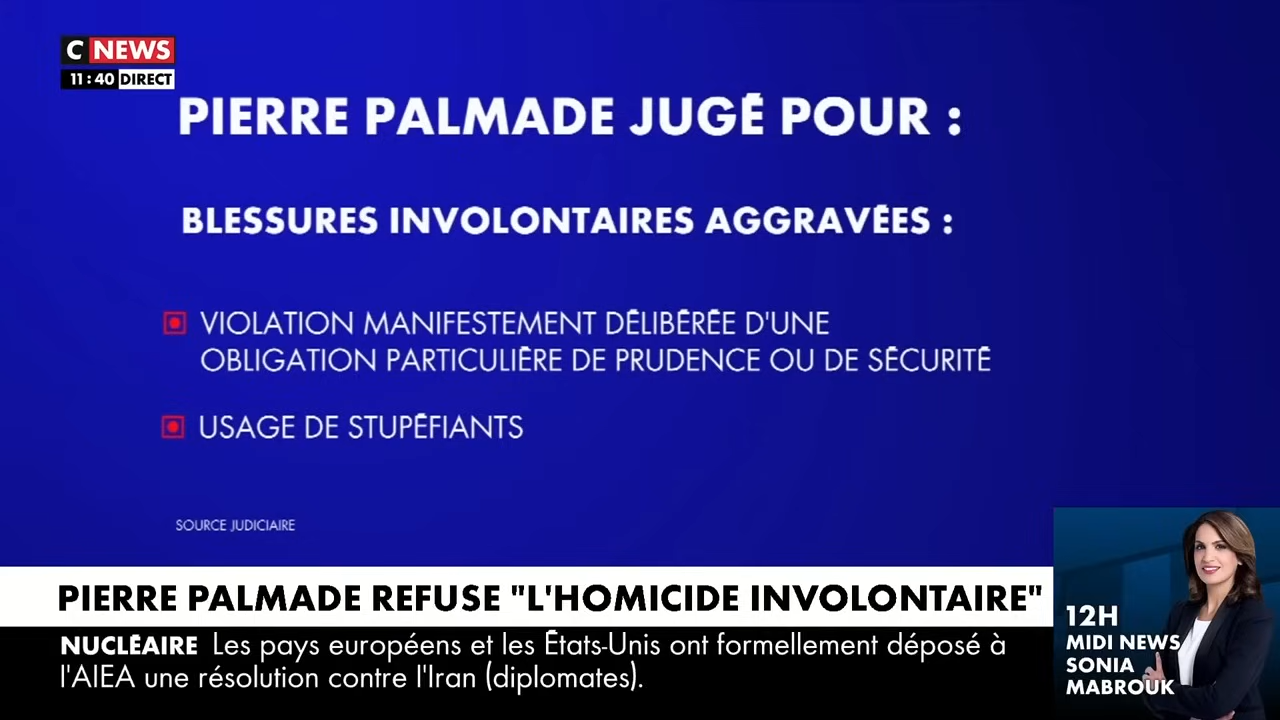 C NEWS
11:40 DIRECT
PIERRE PALMADE JUGÉ POUR :
BLESSURES INVOLONTAIRES AGGRAVÉES :
VIOLATION MANIFESTEMENT DÉLIBÉRÉE D'UNE
OBLIGATION PARTICULIÈRE DE PRUDENCE OU DE SÉCURITÉ
USAGE DE STUPÉFIANTS
SOURCE JUDICIAIRE
PIERRE PALMADE REFUSE "L'HOMICIDE INVOLONTAIRE"
NUCLÉAIRE Les pays européens et les États-Unis ont formellement déposé à
l'AIEA une résolution contre l'Iran (diplomates).
12H
MIDI NEWS
SONIA
MABROUK